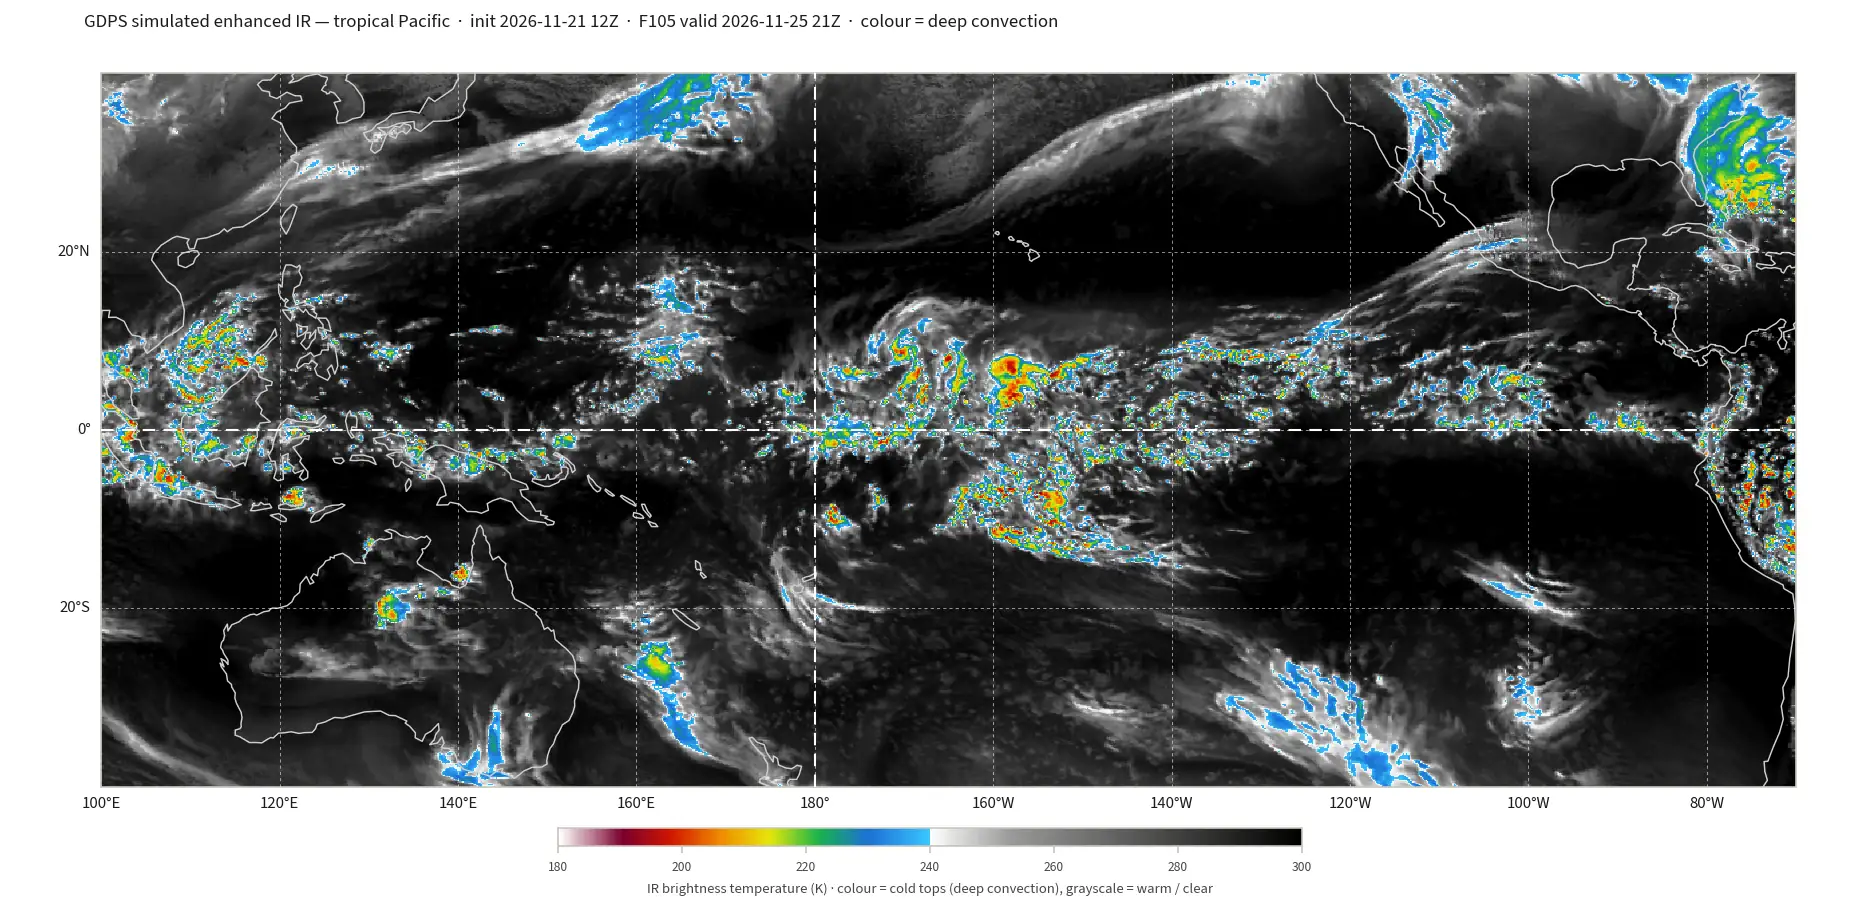 GDPS simulated enhanced IR — tropical Pacific · init 2026-11-21 12Z · F105 valid 2026-11-25 21Z · colour = deep convection
20°N
0°
20°S
100°E 120°E 140°E 160°E 180° 160°W 140°W 120°W 100°W 80°W
180 200 220 240 260 280 300
IR brightness temperature (K) · colour = cold tops (deep convection), grayscale = warm / clear